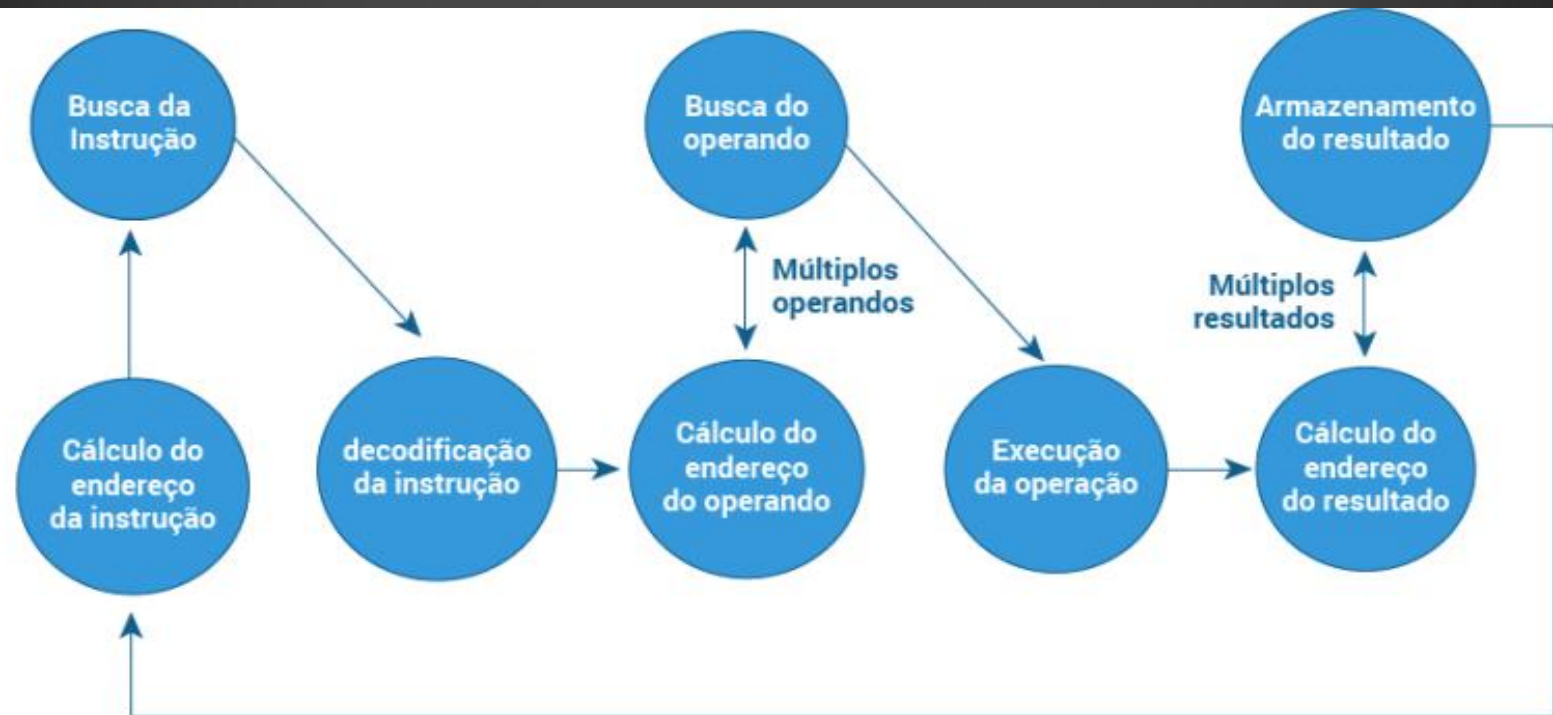 Busca da
Instrução
Busca do
operando
Armazenamento
do resultado
Múltiplos
operandos
Múltiplos
resultados
Cálculo do
endereço
da instrução
decodificação
da instrução
Cálculo do
endereço
do operando
Execução
da operação
Cálculo do
endereço
do resultado